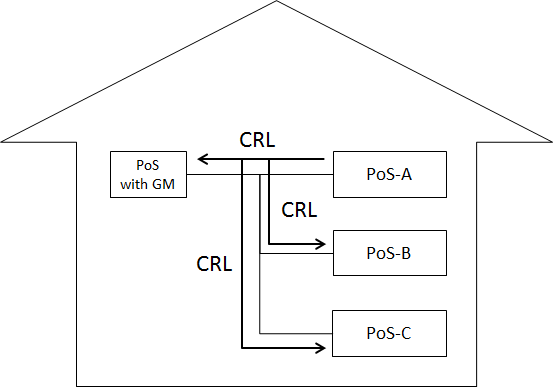 CRL
PoS
with GM
PoS-A
CRL
PoS-B
CRL
PoS-C